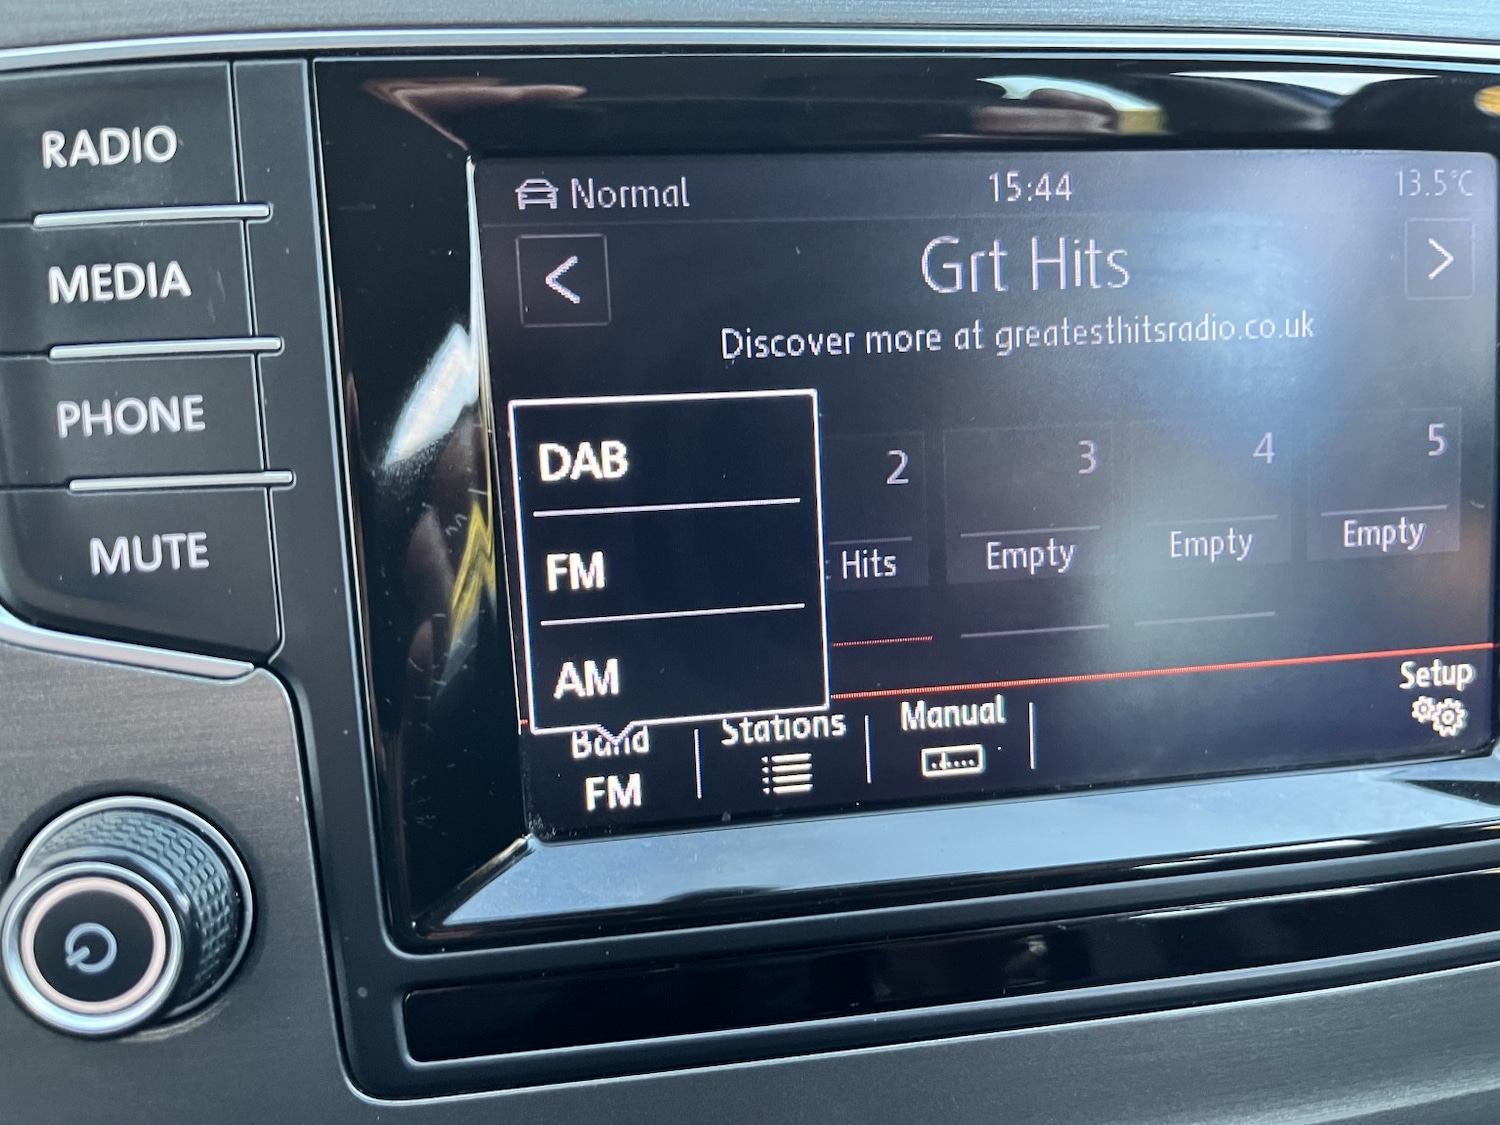 RADIO
MEDIA
PHONE
MUTE
Normal
15:44
13.5°C
<
Grt Hits
>
Discover more at greatesthitsradio.co.uk
DAB
FM
AM
2
Hits
3
Empty
4
Empty
5
Empty
Band
FM
Stations
Manual
Setup